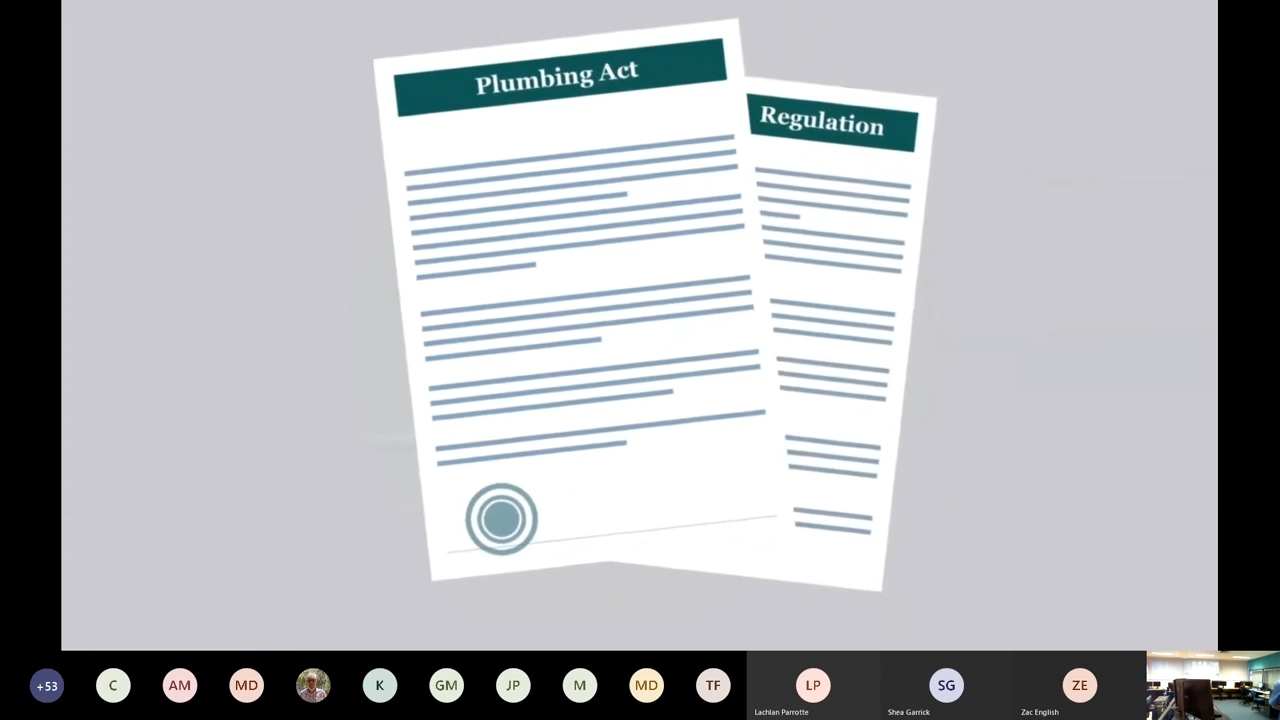 Plumbing Act
Regulation
+53
C
AM
MD
K
GM
JP
M
MD
TF
LP
SG
ZE
Lachlan Parrotte
Shea Garrick
Zac English